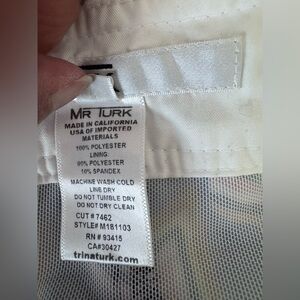 MR TURK
MADE IN CALIFORNIA
USA OF IMPORTED
MATERIALS
100% POLYESTER
LINING:
90% POLYESTER
10% SPANDEX
MACHINE WASH COLD
LINE DRY
DO NOT TUMBLE DRY
DO NOT DRY CLEAN
CUT # 7462
STYLE# M181103
RN # 93415
CA#30427
trinaturk.com